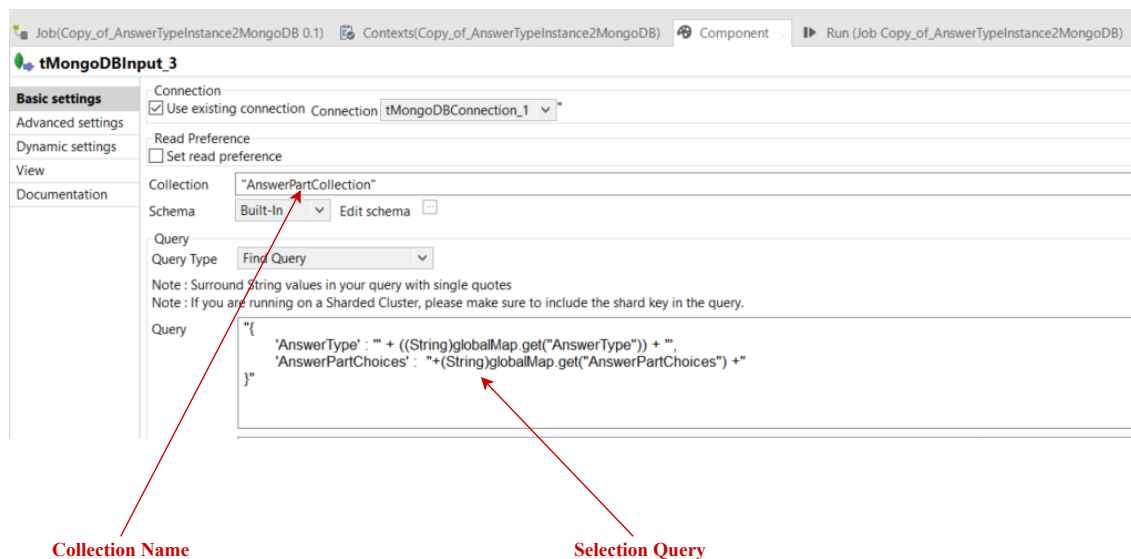 Job(Copy_of_AnswerTypeInstance2MongoDB 0.1) Contexts(Copy_of_AnswerTypeInstance2MongoDB) Component Run (Job Copy_of_AnswerTypeInstance2MongoDB)
tMongoDBInput_3
Basic settings
Advanced settings
Dynamic settings
View
Documentation
Connection
Use existing connection Connection tMongoDBConnection_1 *
Read Preference
Set read preference
Collection "AnswerPartCollection"
Schema Built-In Edit schema ...
Query
Query Type Find Query
Note : Surround String values in your query with single quotes
Note : If you are running on a Sharded Cluster, please make sure to include the shard key in the query.
Query "{
'AnswerType' : '" + ((String)globalMap.get("AnswerType")) + "',
'AnswerPartChoices' : "+(String)globalMap.get("AnswerPartChoices") +"
}"
Collection Name Selection Query